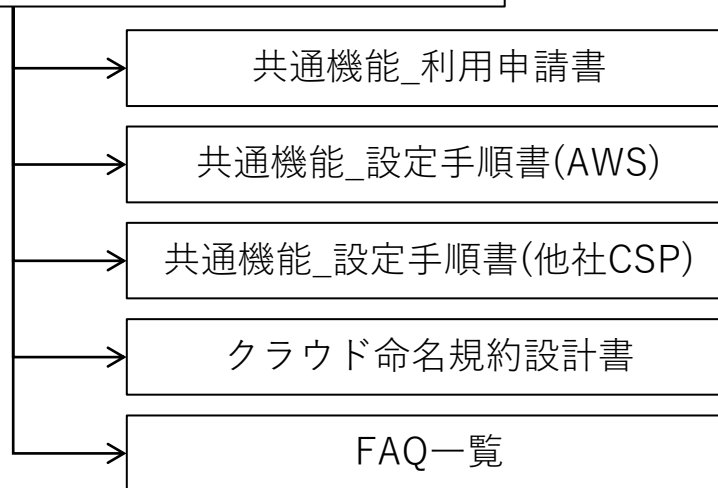 共通機能_利用申請書
共通機能_設定手順書(AWS)
共通機能_設定手順書(他社CSP)
クラウド命名規約設計書
FAQ一覧